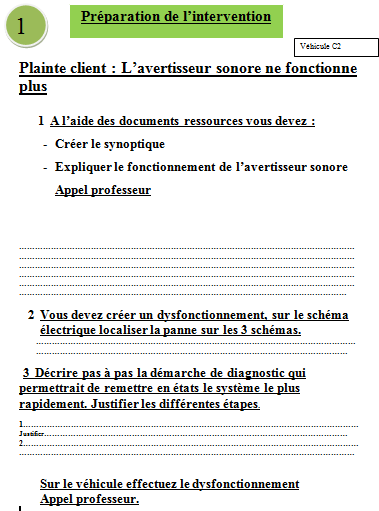 1
Préparation de l'intervention
Véhicule C2
Plainte client : L'avertisseur sonore ne fonctionne
plus
1 A l'aide des documents ressources vous devez :
- Créer le synoptique
- Expliquer le fonctionnement de l'avertisseur sonore
Appel professeur
2 Vous devez créer un dysfonctionnement, sur le schéma
électrique localiser la panne sur les 3 schémas.
3 Décrire pas à pas la démarche de diagnostic qui
permettrait de remettre en états le système le plus
rapidement. Justifier les différentes étapes.
1......
Justifier......
2......
Sur le véhicule effectuez le dysfonctionnement
Appel professeur.